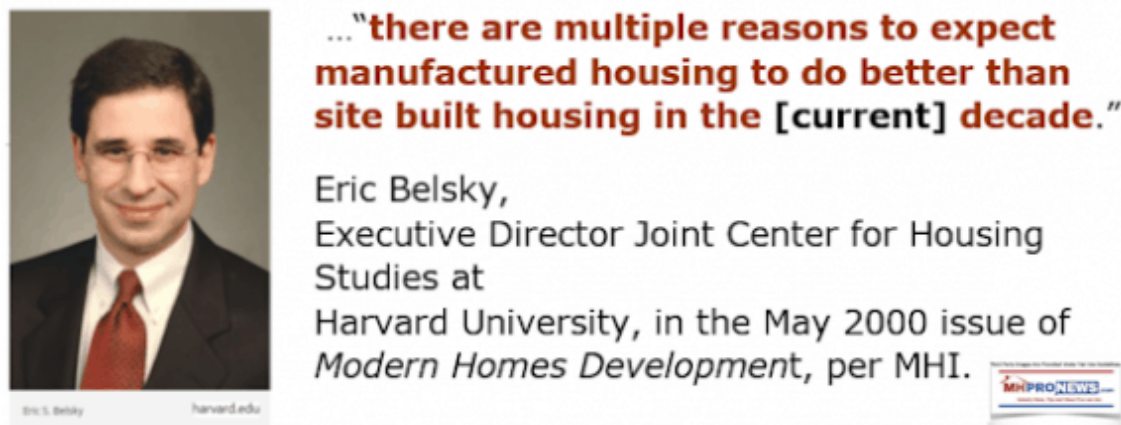 ..."there are multiple reasons to expect
manufactured housing to do better than
site built housing in the [current] decade."
Eric Belsky,
Executive Director Joint Center for Housing
Studies at
Harvard University, in the May 2000 issue of
Modern Homes Development, per MHI.
Eric S. Belsky
harvard.edu
MHPRONEWS.com